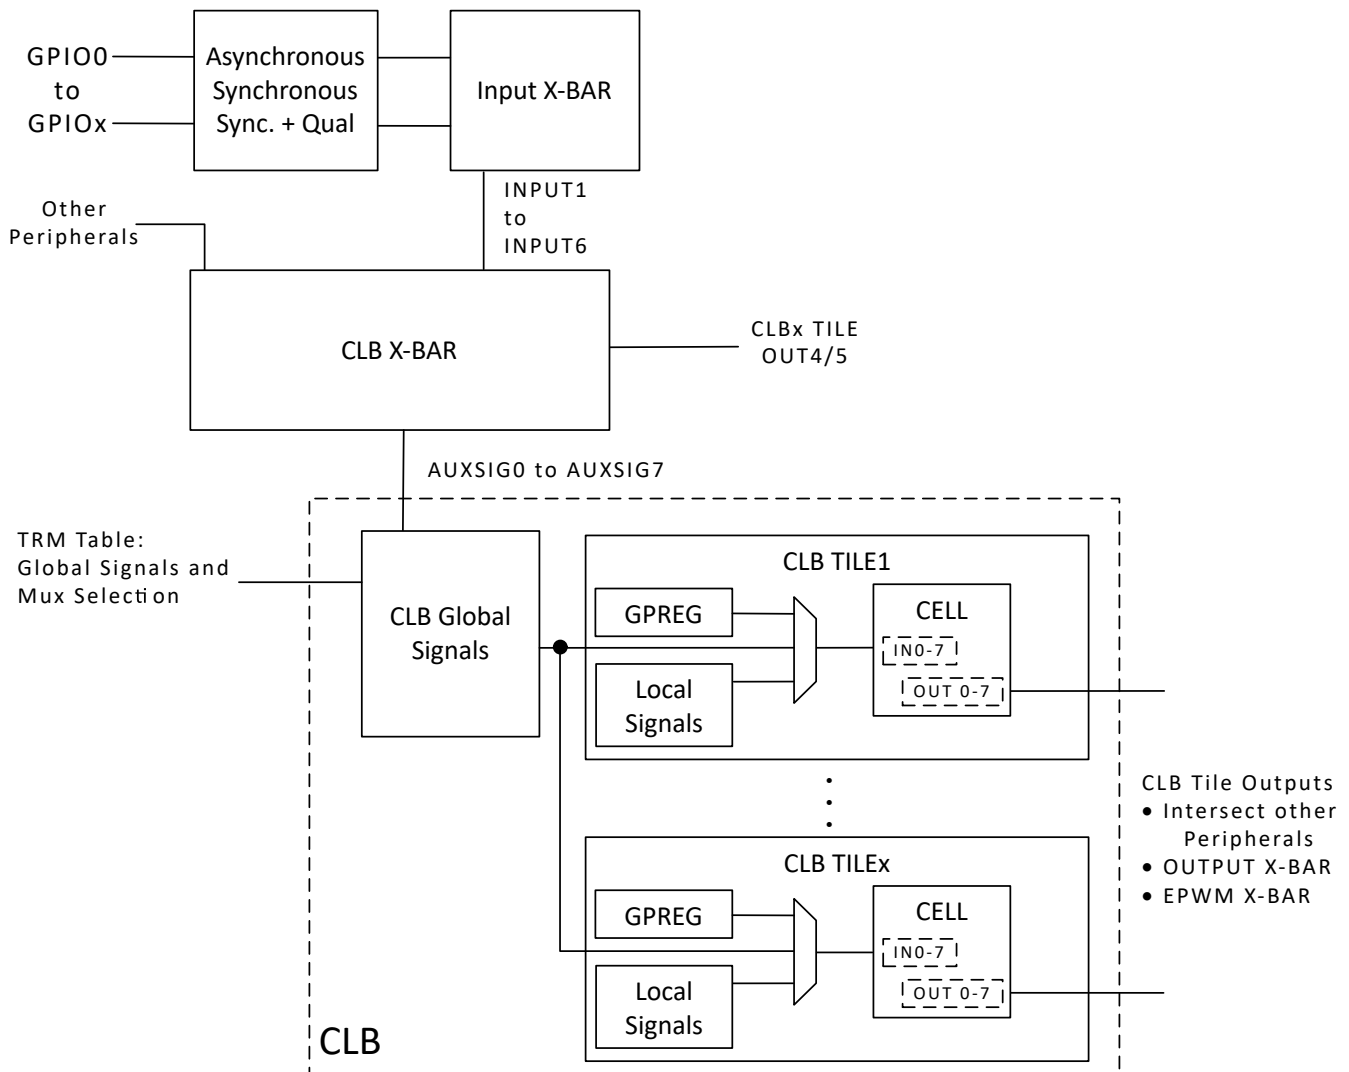 GPIO0
to
GPIOx
Asynchronous
Synchronous
Sync. + Qual
Input X-BAR
INPUT1
to
INPUT6
Other
Peripherals
CLB X-BAR
CLBx TILE
OUT4/5
AUXSIG0 to AUXSIG7
TRM Table:
Global Signals and
Mux Selection
CLB Global
Signals
CLB TILE1
GPREG
Local
Signals
CELL
IN0-7
OUT 0-7
CLB TILEx
GPREG
Local
Signals
CELL
IN0-7
OUT 0-7
CLB Tile Outputs
• Intersect other
Peripherals
• OUTPUT X-BAR
• EPWM X-BAR
CLB